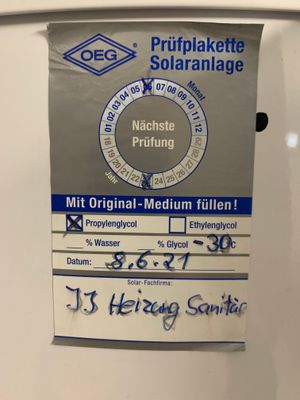 OEG ®
Prüfplakette
Solaranlage
Monat
01 02 03 04 05 06 07 08 09 10 11 12
Nächste
Prüfung
Jahr
18 19 20 21 22 24 25 26 27 28 29
Mit Original-Medium füllen!
Propylenglycol Ethylenglycol
% Wasser % Glycol -30 °C
Datum: 8.6.21
Solar-Fachfirma:
JJ Heizung Sanitär